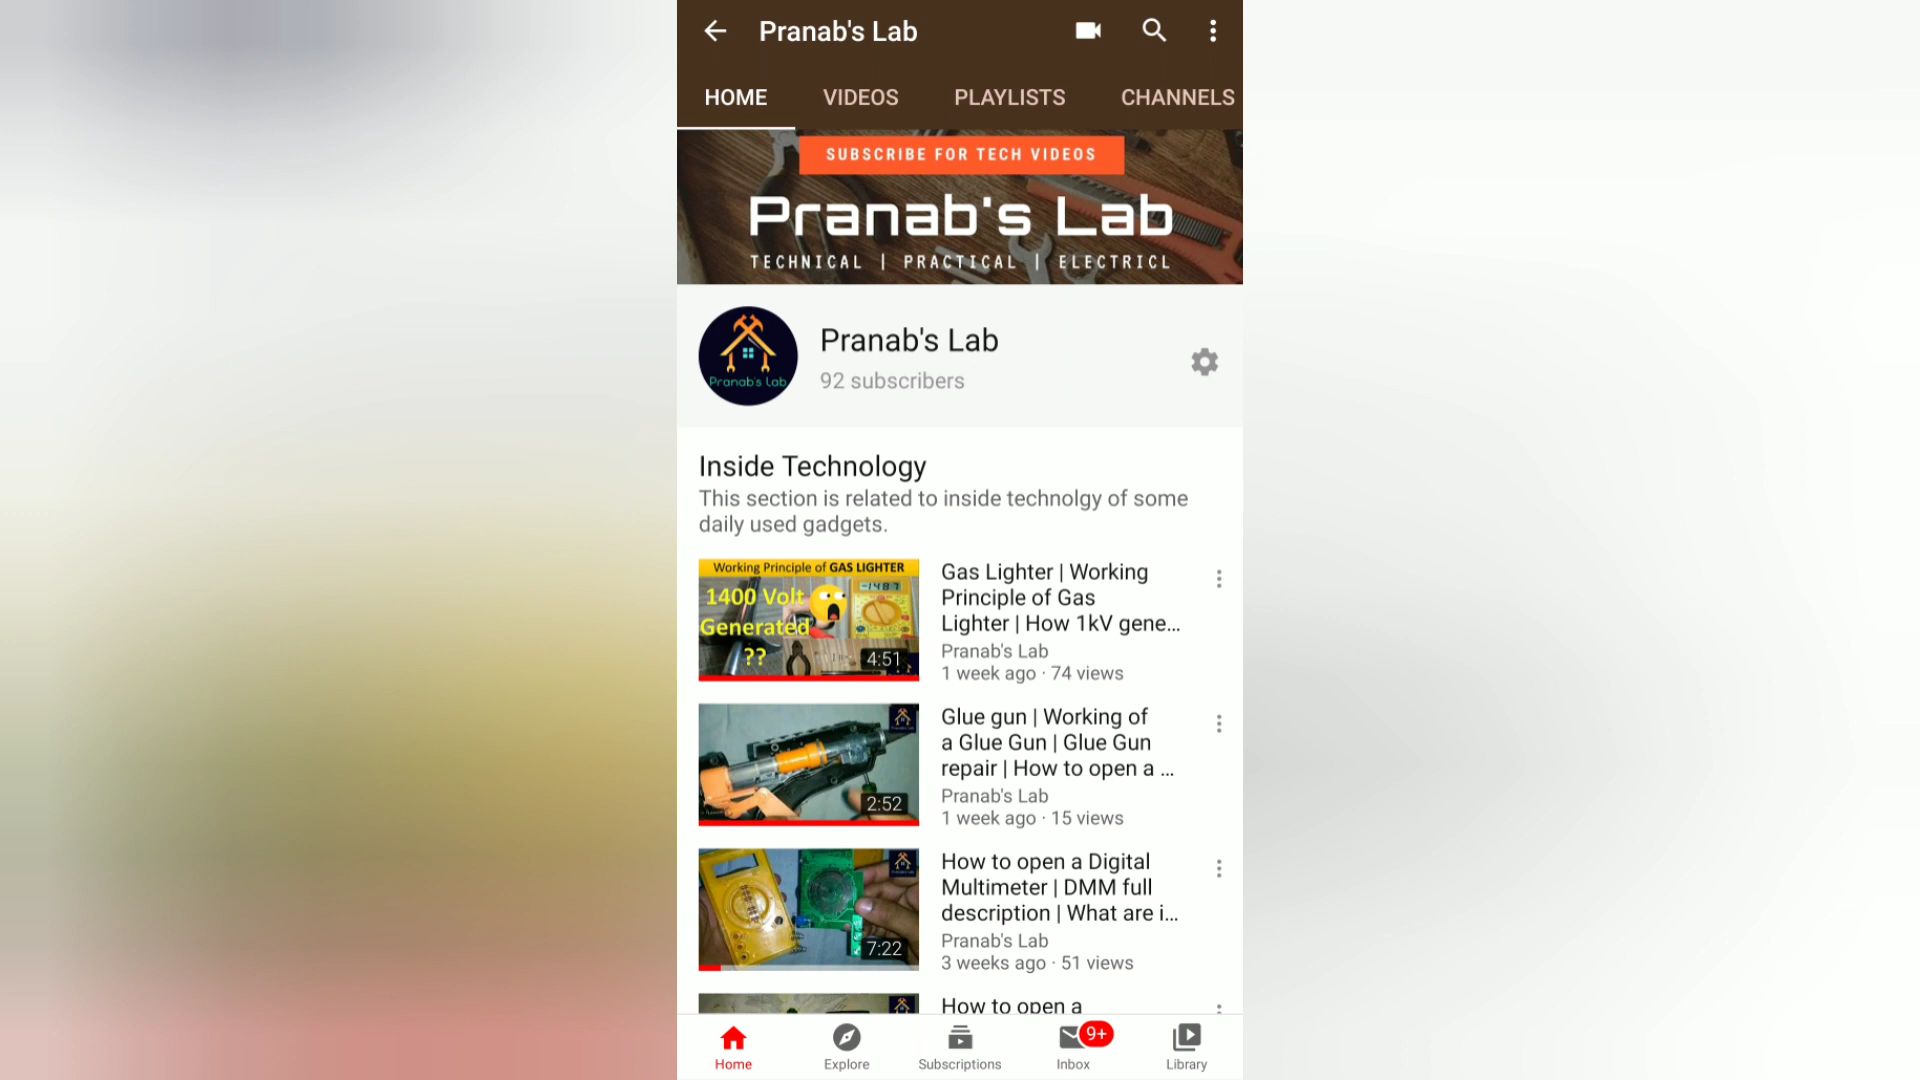 Pranab's Lab
HOME VIDEOS PLAYLISTS CHANNELS
SUBSCRIBE FOR TECH VIDEOS
Pranab's Lab
TECHNICAL | PRACTICAL | ELECTRICL
Pranab's Lab
Pranab's Lab
92 subscribers
Inside Technology
This section is related to inside technolgy of some
daily used gadgets.
Working Principle of GAS LIGHTER
-1487
1400 Volt
Generated
??
4:51
Gas Lighter | Working
Principle of Gas
Lighter | How 1kV gene...
Pranab's Lab
1 week ago · 74 views
2:52
Glue gun | Working of
a Glue Gun | Glue Gun
repair | How to open a ...
Pranab's Lab
1 week ago · 15 views
7:22
How to open a Digital
Multimeter | DMM full
description | What are i...
Pranab's Lab
3 weeks ago · 51 views
How to open a
9+
Home Explore Subscriptions Inbox Library